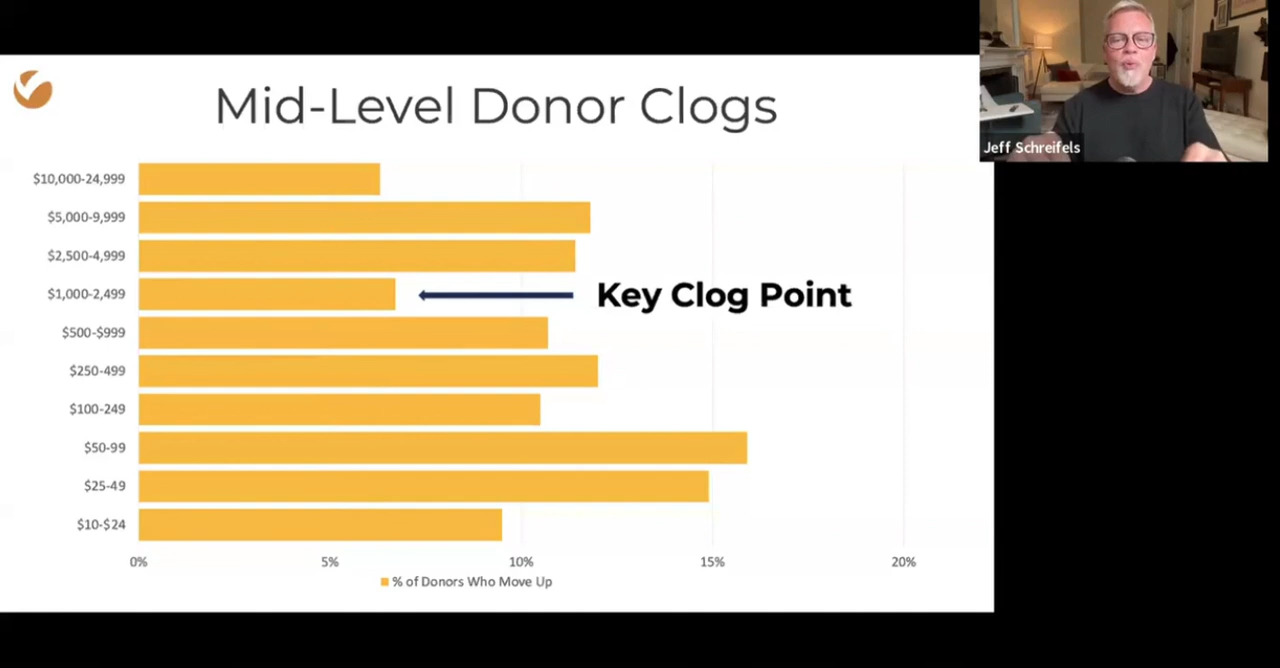 Mid-Level Donor Clogs
Jeff Schreifels
$10,000-24,999
$5,000-9,999
$2,500-4,999
$1,000-2,499
Key Clog Point
$500-$999
$250-499
$100-249
$50-99
$25-49
$10-$24
0% 5% 10% 15% 20%
% of Donors Who Move Up